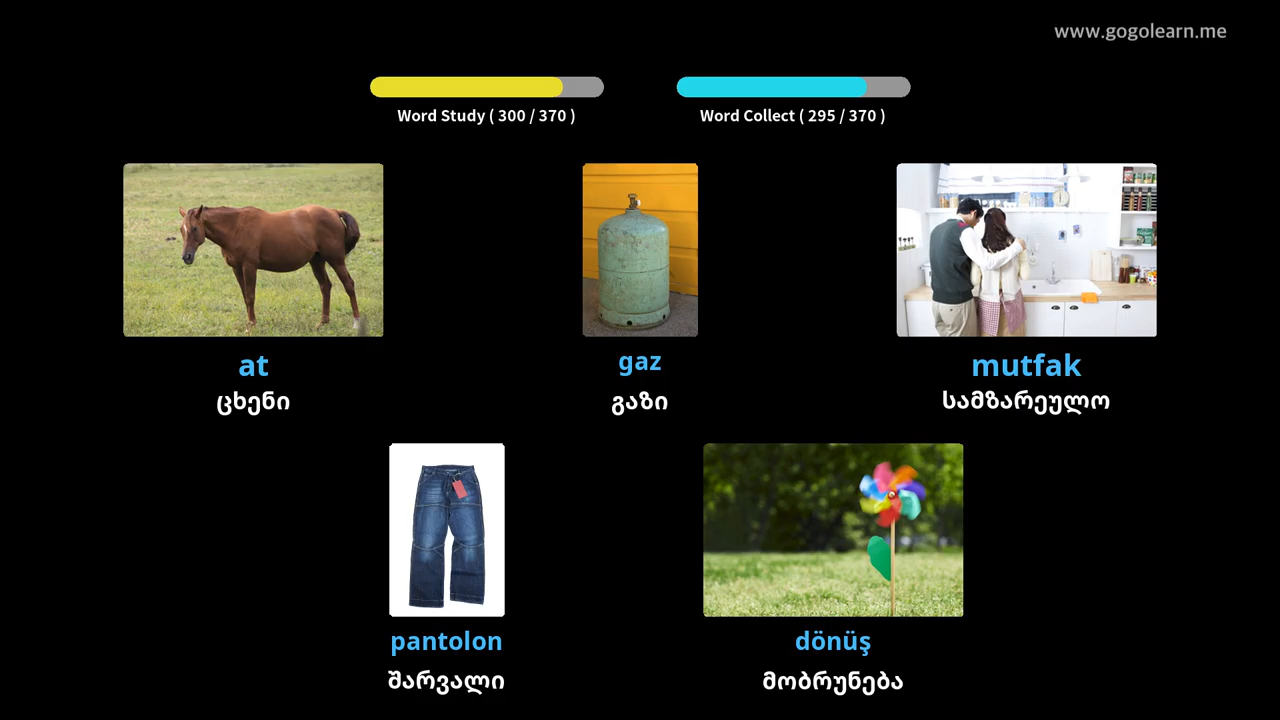 www.gogolearn.me
Word Study ( 300 / 370 )
Word Collect ( 295 / 370 )
at
ცხენი
gaz
გაზი
mutfak
სამზარეულო
pantolon
შარვალი
dönüş
მობრუნება